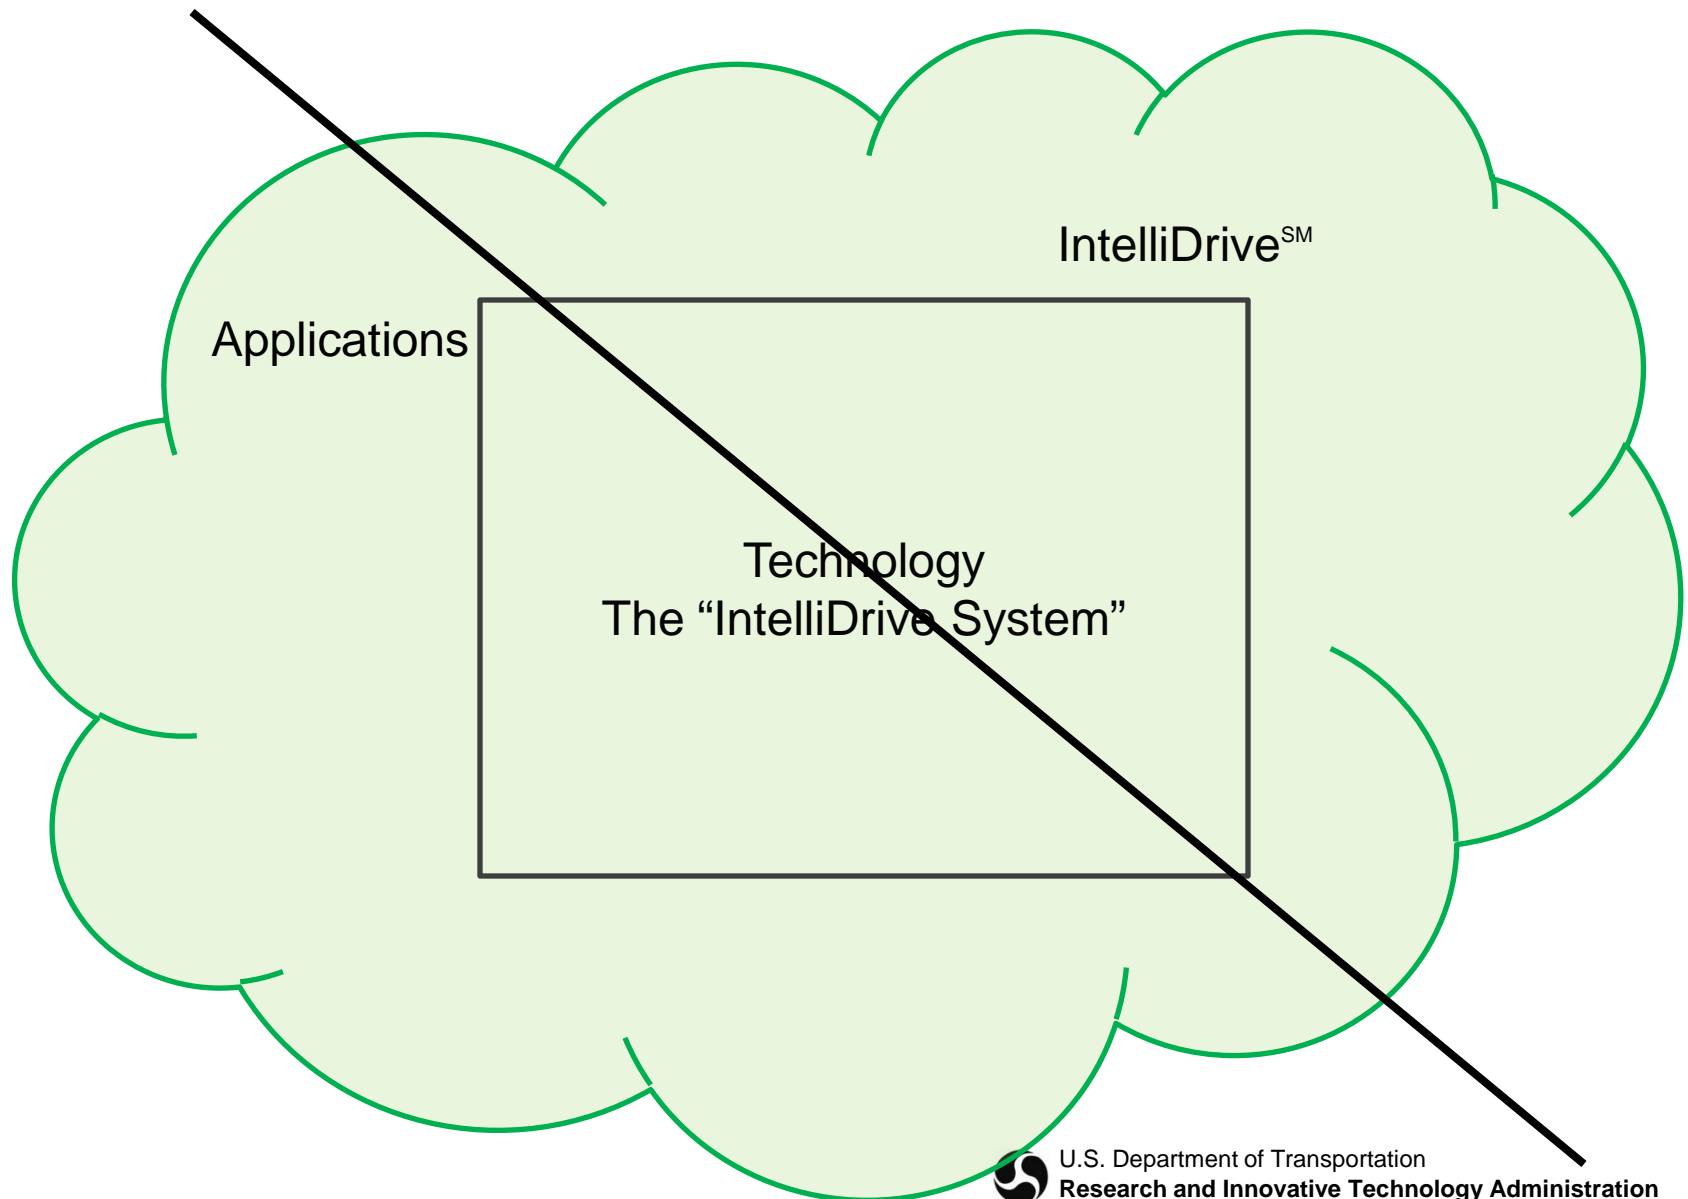 IntelliDrive℠
Applications
Technology
The “IntelliDrive System”
U.S. Department of Transportation
Research and Innovative Technology Administration